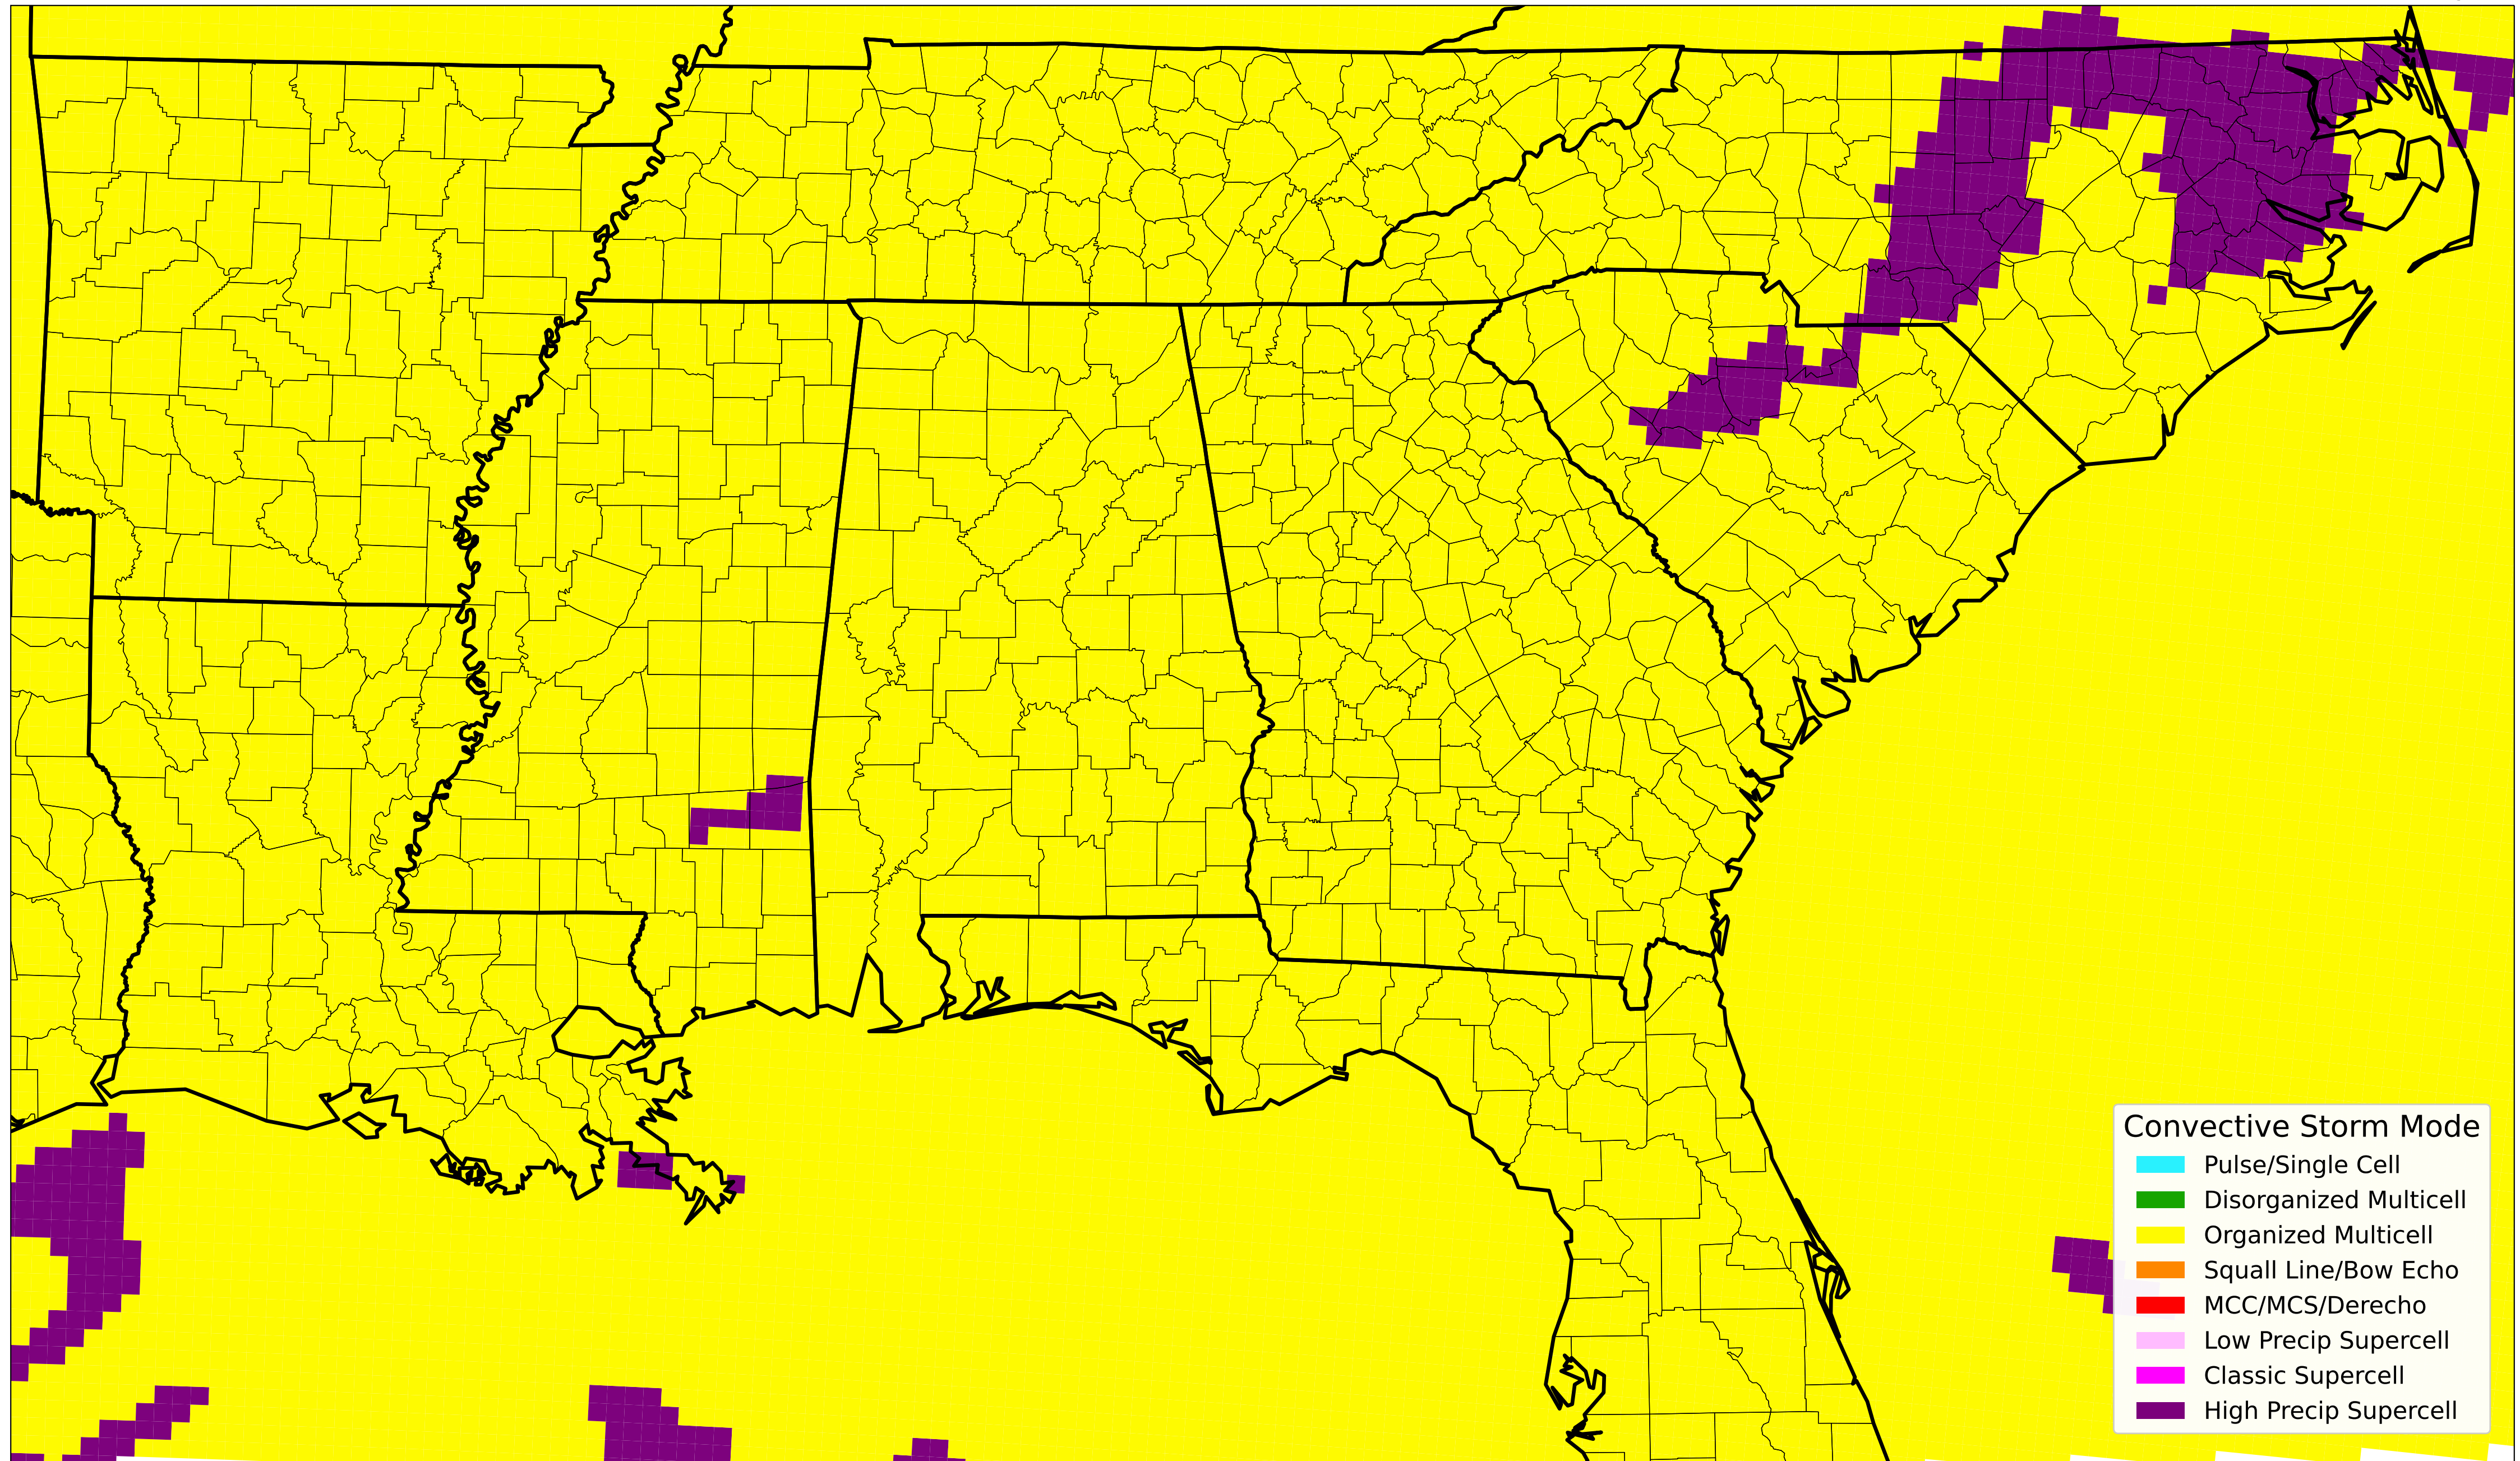 Convective Storm Mode
Pulse/Single Cell
Disorganized Multicell
Organized Multicell
Squall Line/Bow Echo
MCC/MCS/Derecho
Low Precip Supercell
Classic Supercell
High Precip Supercell